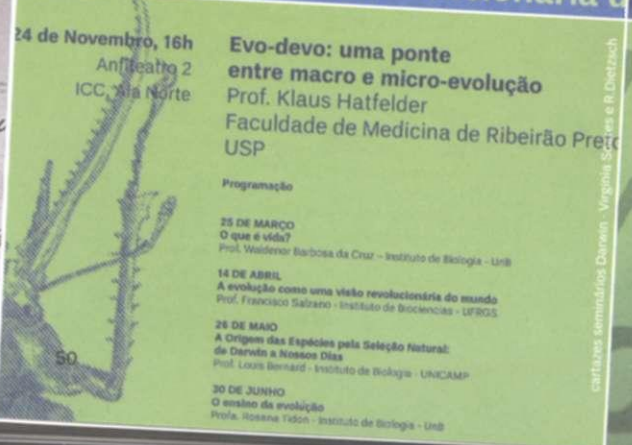 24 de Novembro, 16h
Anfiteatro 2
ICC, Ala Norte
Evo-devo: uma ponte
entre macro e micro-evolução
Prof. Klaus Hatfelder
Faculdade de Medicina de Ribeirão Preto
USP
Programação
25 DE MARÇO
O que é vida?
Prof. Waldenor Barbosa da Cruz - Instituto de Biologia - UnB
14 DE ABRIL
A evolução como uma visão revolucionária do mundo
Prof. Francisco Salzano - Instituto de Biociencias - UFRGS
26 DE MAIO
A Origem das Espécies pela Seleção Natural:
de Darwin a Nossos Dias
Prof. Louis Bernard - Instituto de Biologia - UNICAMP
30 DE JUNHO
O ensino da evolução
Profa. Rosana Tidon - Instituto de Biologia - UnB
50
cartazes seminários Darwin - Virgínia Soares e R.Dietzsch